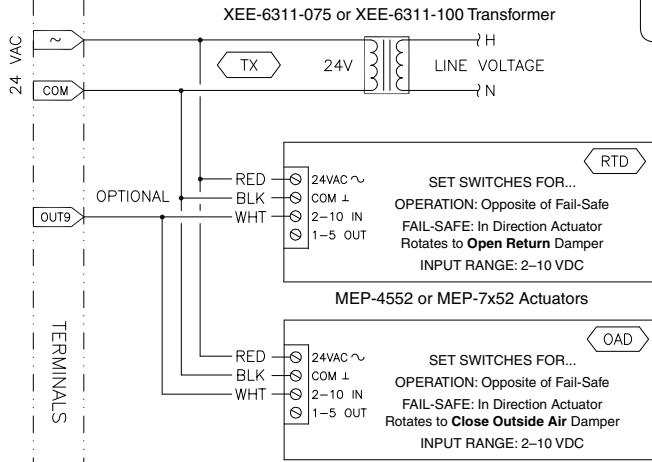 XEE-6311-075 or XEE-6311-100 Transformer
24 VAC
~
COM
TX
24V
H
LINE VOLTAGE
N
RTD
OPTIONAL
OUT9
RED
BLK
WHT
24VAC ~
COM ⊥
2–10 IN
1–5 OUT
SET SWITCHES FOR...
OPERATION: Opposite of Fail-Safe
FAIL-SAFE: In Direction Actuator
Rotates to Open Return Damper
INPUT RANGE: 2–10 VDC
MEP-4552 or MEP-7x52 Actuators
TERMINALS
OAD
RED
BLK
WHT
24VAC ~
COM ⊥
2–10 IN
1–5 OUT
SET SWITCHES FOR...
OPERATION: Opposite of Fail-Safe
FAIL-SAFE: In Direction Actuator
Rotates to Close Outside Air Damper
INPUT RANGE: 2–10 VDC